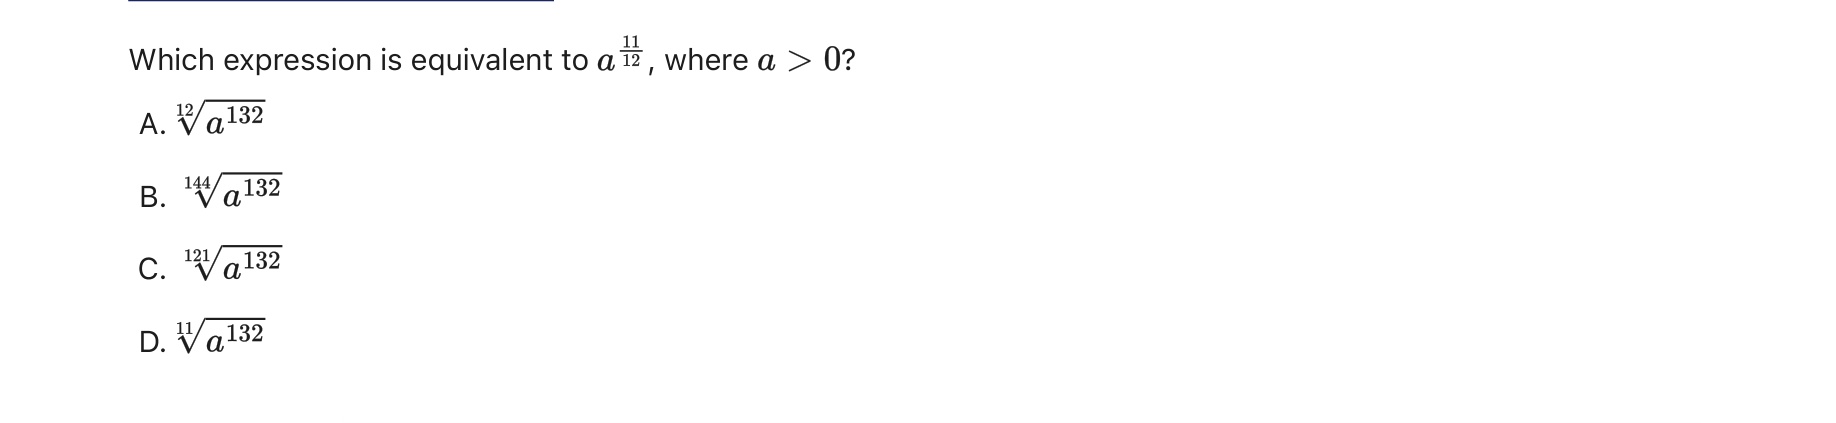 Which expression is equivalent to $a^{\frac{11}{12}}$, where $a > 0$?
A. $\sqrt[12]{a^{132}}$
B. $\sqrt[144]{a^{132}}$
C. $\sqrt[121]{a^{132}}$
D. $\sqrt[11]{a^{132}}$